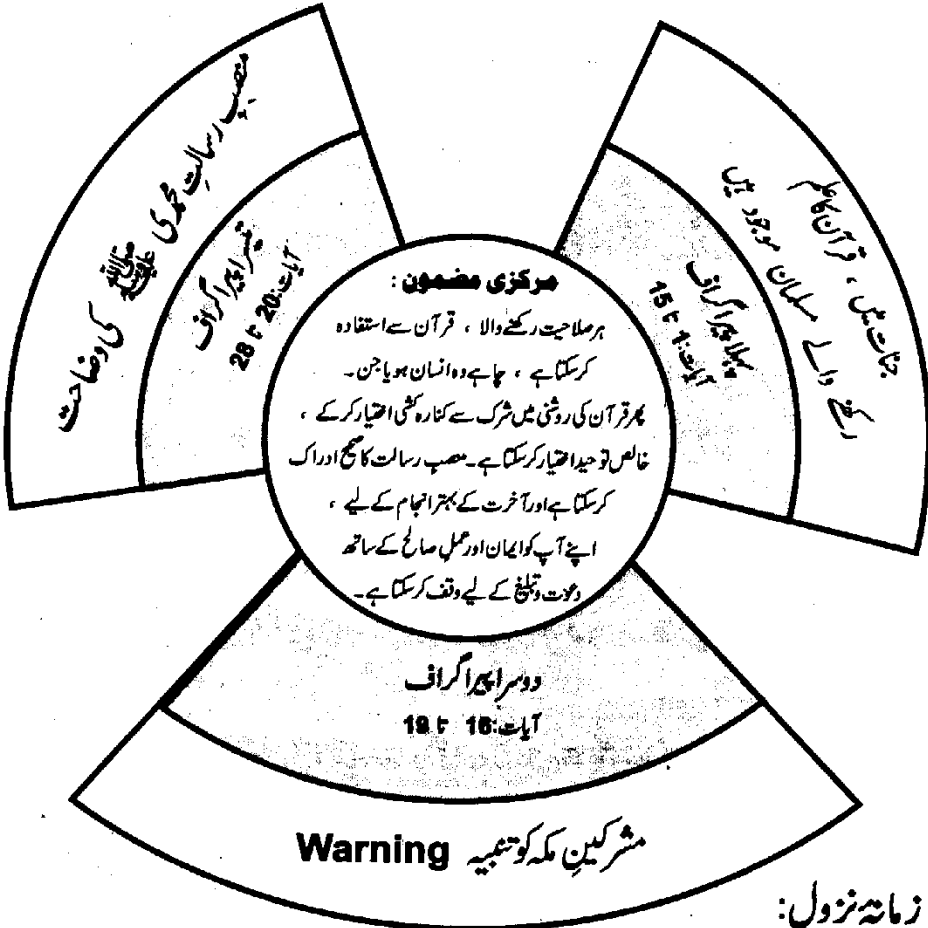 جنات میں ، قرآن کا علم
رکھنے والے مسلمان موجود ہیں
پہلا پیراگراف
آیات:1 تا 15
منصبِ رسالتِ محمدی ﷺ کی وضاحت
تیسرا پیراگراف
آیات:20 تا 28
مرکزی مضمون :
ہر صلاحیت رکھنے والا ، قرآن سے استفادہ
کرسکتا ہے ، چاہے وہ انسان ہو یا جن۔
پھر قرآن کی روشنی میں شرک سے کنارہ کشی اختیار کرکے ،
خالص توحید اختیار کرسکتا ہے۔ منصب رسالت کا صحیح ادراک
کرسکتا ہے اور آخرت کے بہتر انجام کے لیے ،
اپنے آپ کو ایمان اور عملِ صالح کے ساتھ
دعوت و تبلیغ کے لیے وقف کرسکتا ہے۔
دوسرا پیراگراف
آیات:16 تا 19
مشرکینِ مکہ کو تنبیہ Warning
زمانۂ نزول: